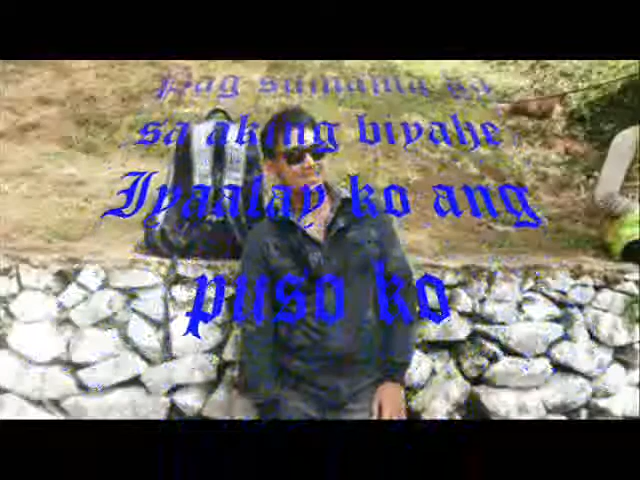 Pag sumama ka
sa aking biyahe
Iyaalay ko ang
puso ko